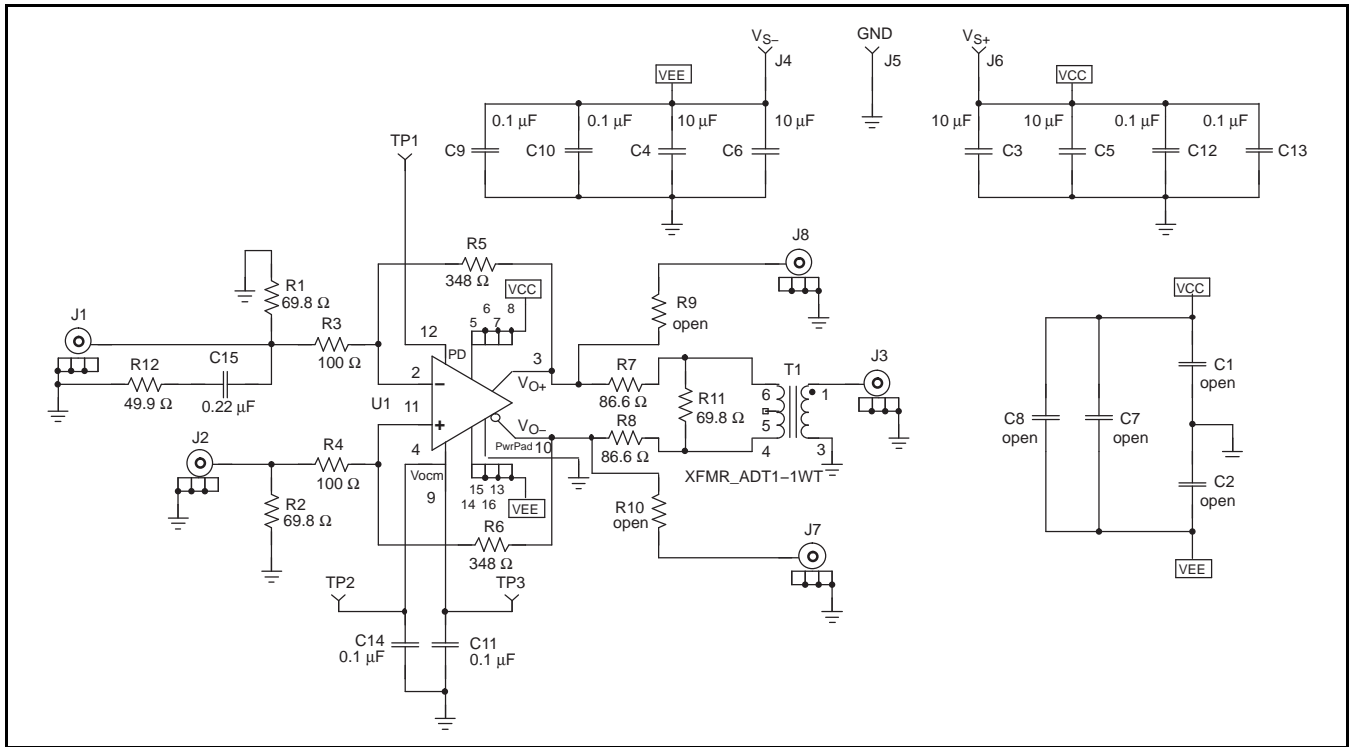 VS–
J4
GND
J5
VS+
J6
VEE
VCC
0.1 µF
0.1 µF
10 µF
10 µF
10 µF
10 µF
0.1 µF
0.1 µF
C9
C10
C4
C6
C3
C5
C12
C13
TP1
J8
R5
348 Ω
VCC
6
8
5
7
R9
open
R1
69.8 Ω
J1
R3
100 Ω
12
PD
3
VO+
R7
86.6 Ω
T1
J3
R12
49.9 Ω
C15
0.22 µF
2
–
U1
11
+
R11
69.8 Ω
6
5
4
1
3
XFMR_ADT1–1WT
J2
R4
100 Ω
R2
69.8 Ω
4
Vocm
9
VO–
PwrPad
10
R8
86.6 Ω
15
13
14
16
VEE
R10
open
R6
348 Ω
J7
TP2
TP3
C14
0.1 µF
C11
0.1 µF
VCC
C1
open
C8
open
C7
open
C2
open
VEE